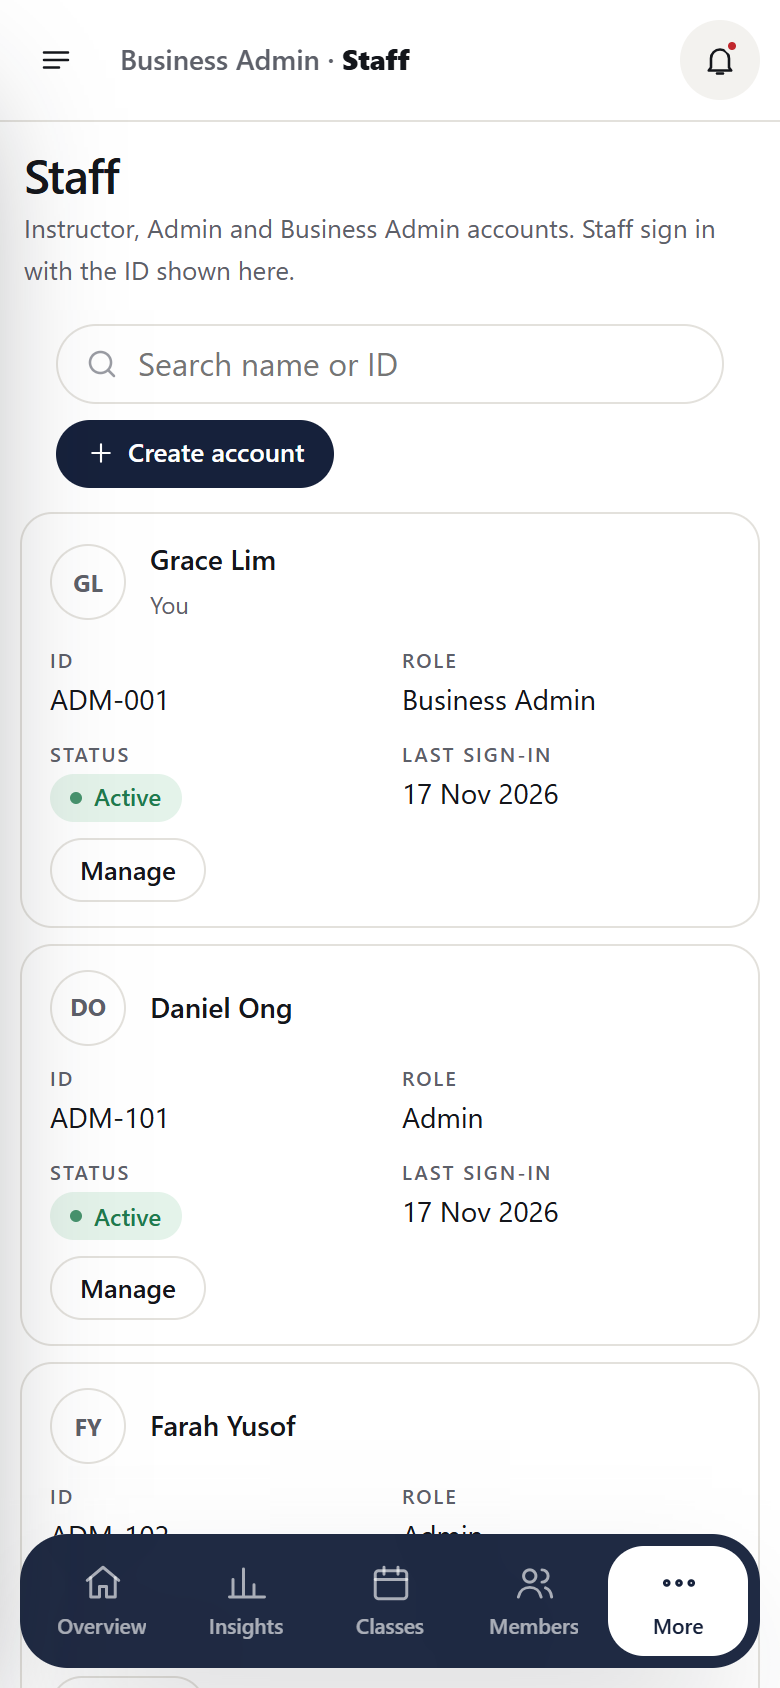 Business Admin · Staff
Staff
Instructor, Admin and Business Admin accounts. Staff sign in
with the ID shown here.
Search name or ID
Create account
GL
Grace Lim
You
ID
ROLE
ADM-001
Business Admin
STATUS
LAST SIGN-IN
Active
17 Nov 2026
Manage
DO
Daniel Ong
ID
ROLE
ADM-101
Admin
STATUS
LAST SIGN-IN
Active
17 Nov 2026
Manage
FY
Farah Yusof
ID
ROLE
ADM-102
Admin
Overview
Insights
Classes
Members
More